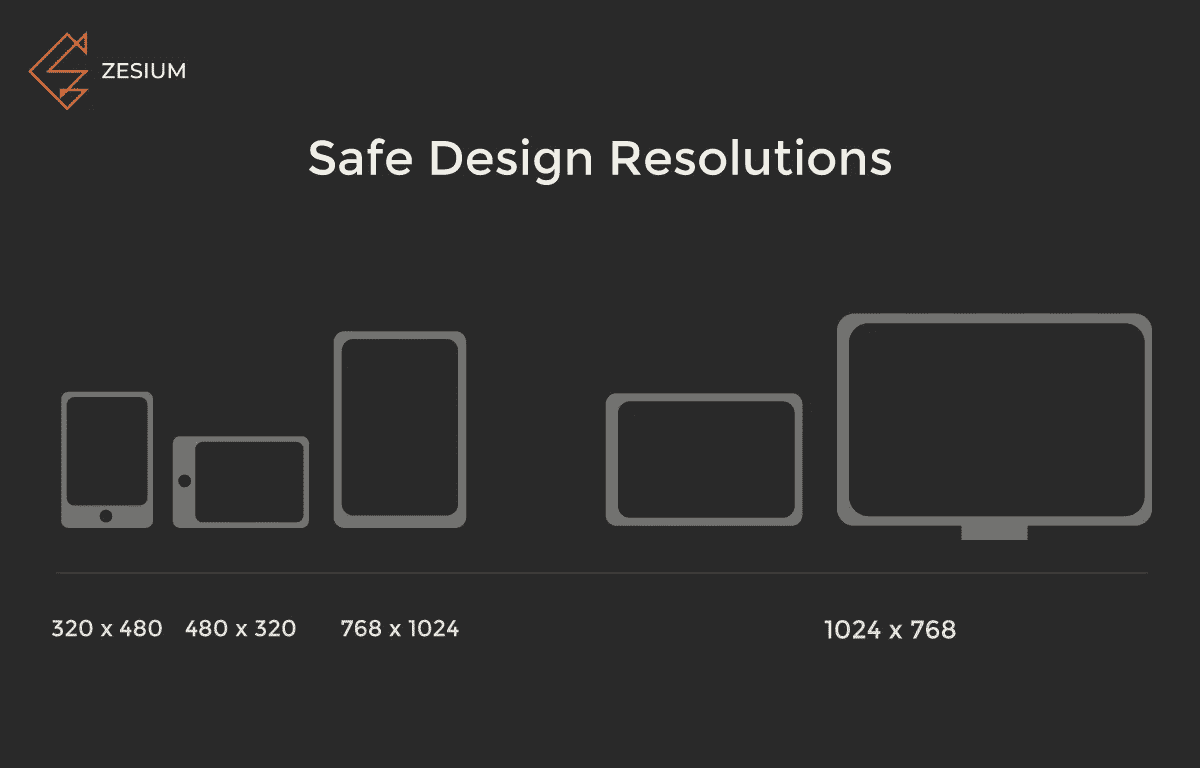 ZESIUM
Safe Design Resolutions
320 x 480
480 x 320
768 x 1024
1024 x 768